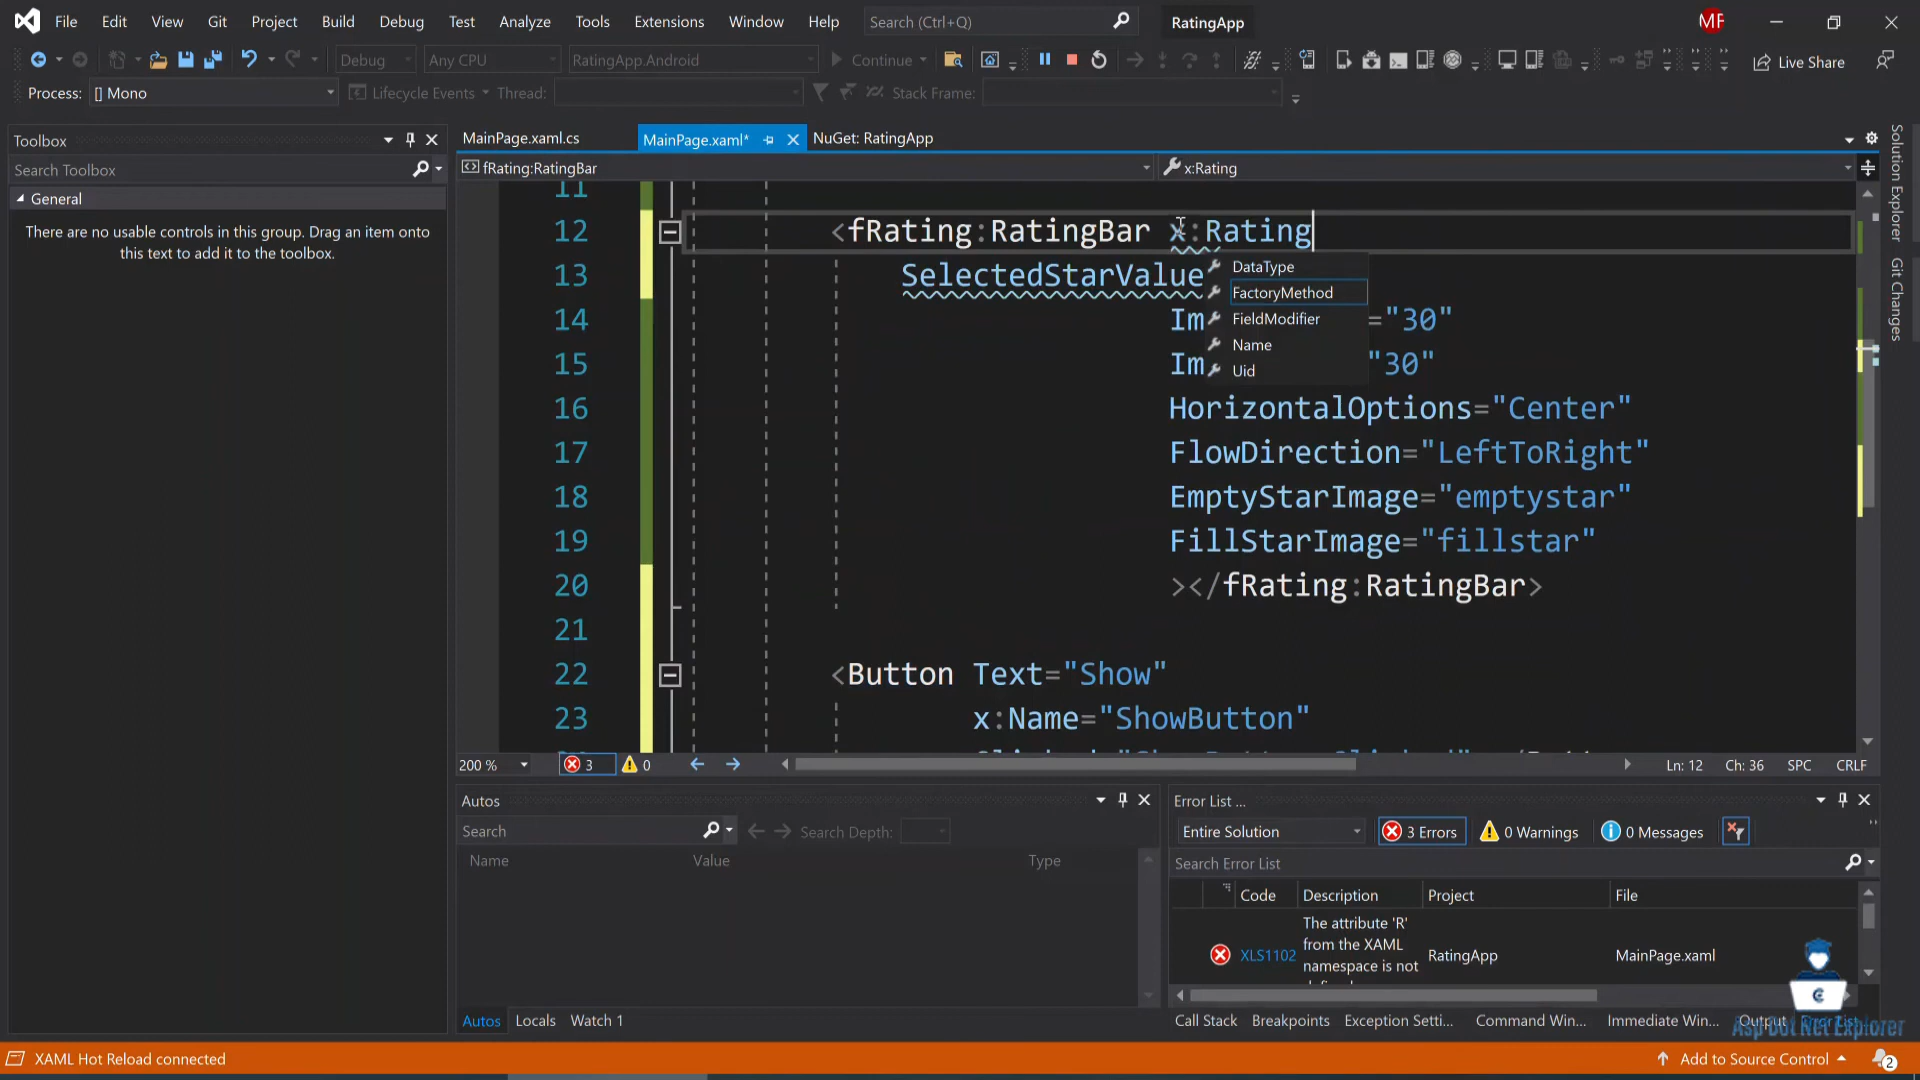 File Edit View Git Project Build Debug Test Analyze Tools Extensions Window Help Search (Ctrl+Q) RatingApp MF
Debug Any CPU RatingApp.Android Continue Live Share
Process: [] Mono Lifecycle Events Thread: Stack Frame:
Toolbox
Search Toolbox
General
There are no usable controls in this group. Drag an item onto
this text to add it to the toolbox.
MainPage.xaml.cs MainPage.xaml* NuGet: RatingApp
fRating:RatingBar x:Rating
11
12 <fRating:RatingBar x:Rating
13 SelectedStarValue
14 Im ="30"
15 Im "30"
16 HorizontalOptions="Center"
17 FlowDirection="LeftToRight"
18 EmptyStarImage="emptystar"
19 FillStarImage="fillstar"
20 ></fRating:RatingBar>
21
22 <Button Text="Show"
23 x:Name="ShowButton"
DataType
FactoryMethod
FieldModifier
Name
Uid
200 % 3 0 Ln: 12 Ch: 36 SPC CRLF
Autos
Search Search Depth:
Name Value Type
Autos Locals Watch 1
Error List ...
Entire Solution 3 Errors 0 Warnings 0 Messages
Search Error List
Code Description Project File
XLS1102 The attribute 'R'
from the XAML
namespace is not
RatingApp MainPage.xaml
Call Stack Breakpoints Exception Setti... Command Win... Immediate Win... Output Error List
Asp Dot Net Explorer
XAML Hot Reload connected Add to Source Control 2
Solution Explorer
Git Changes